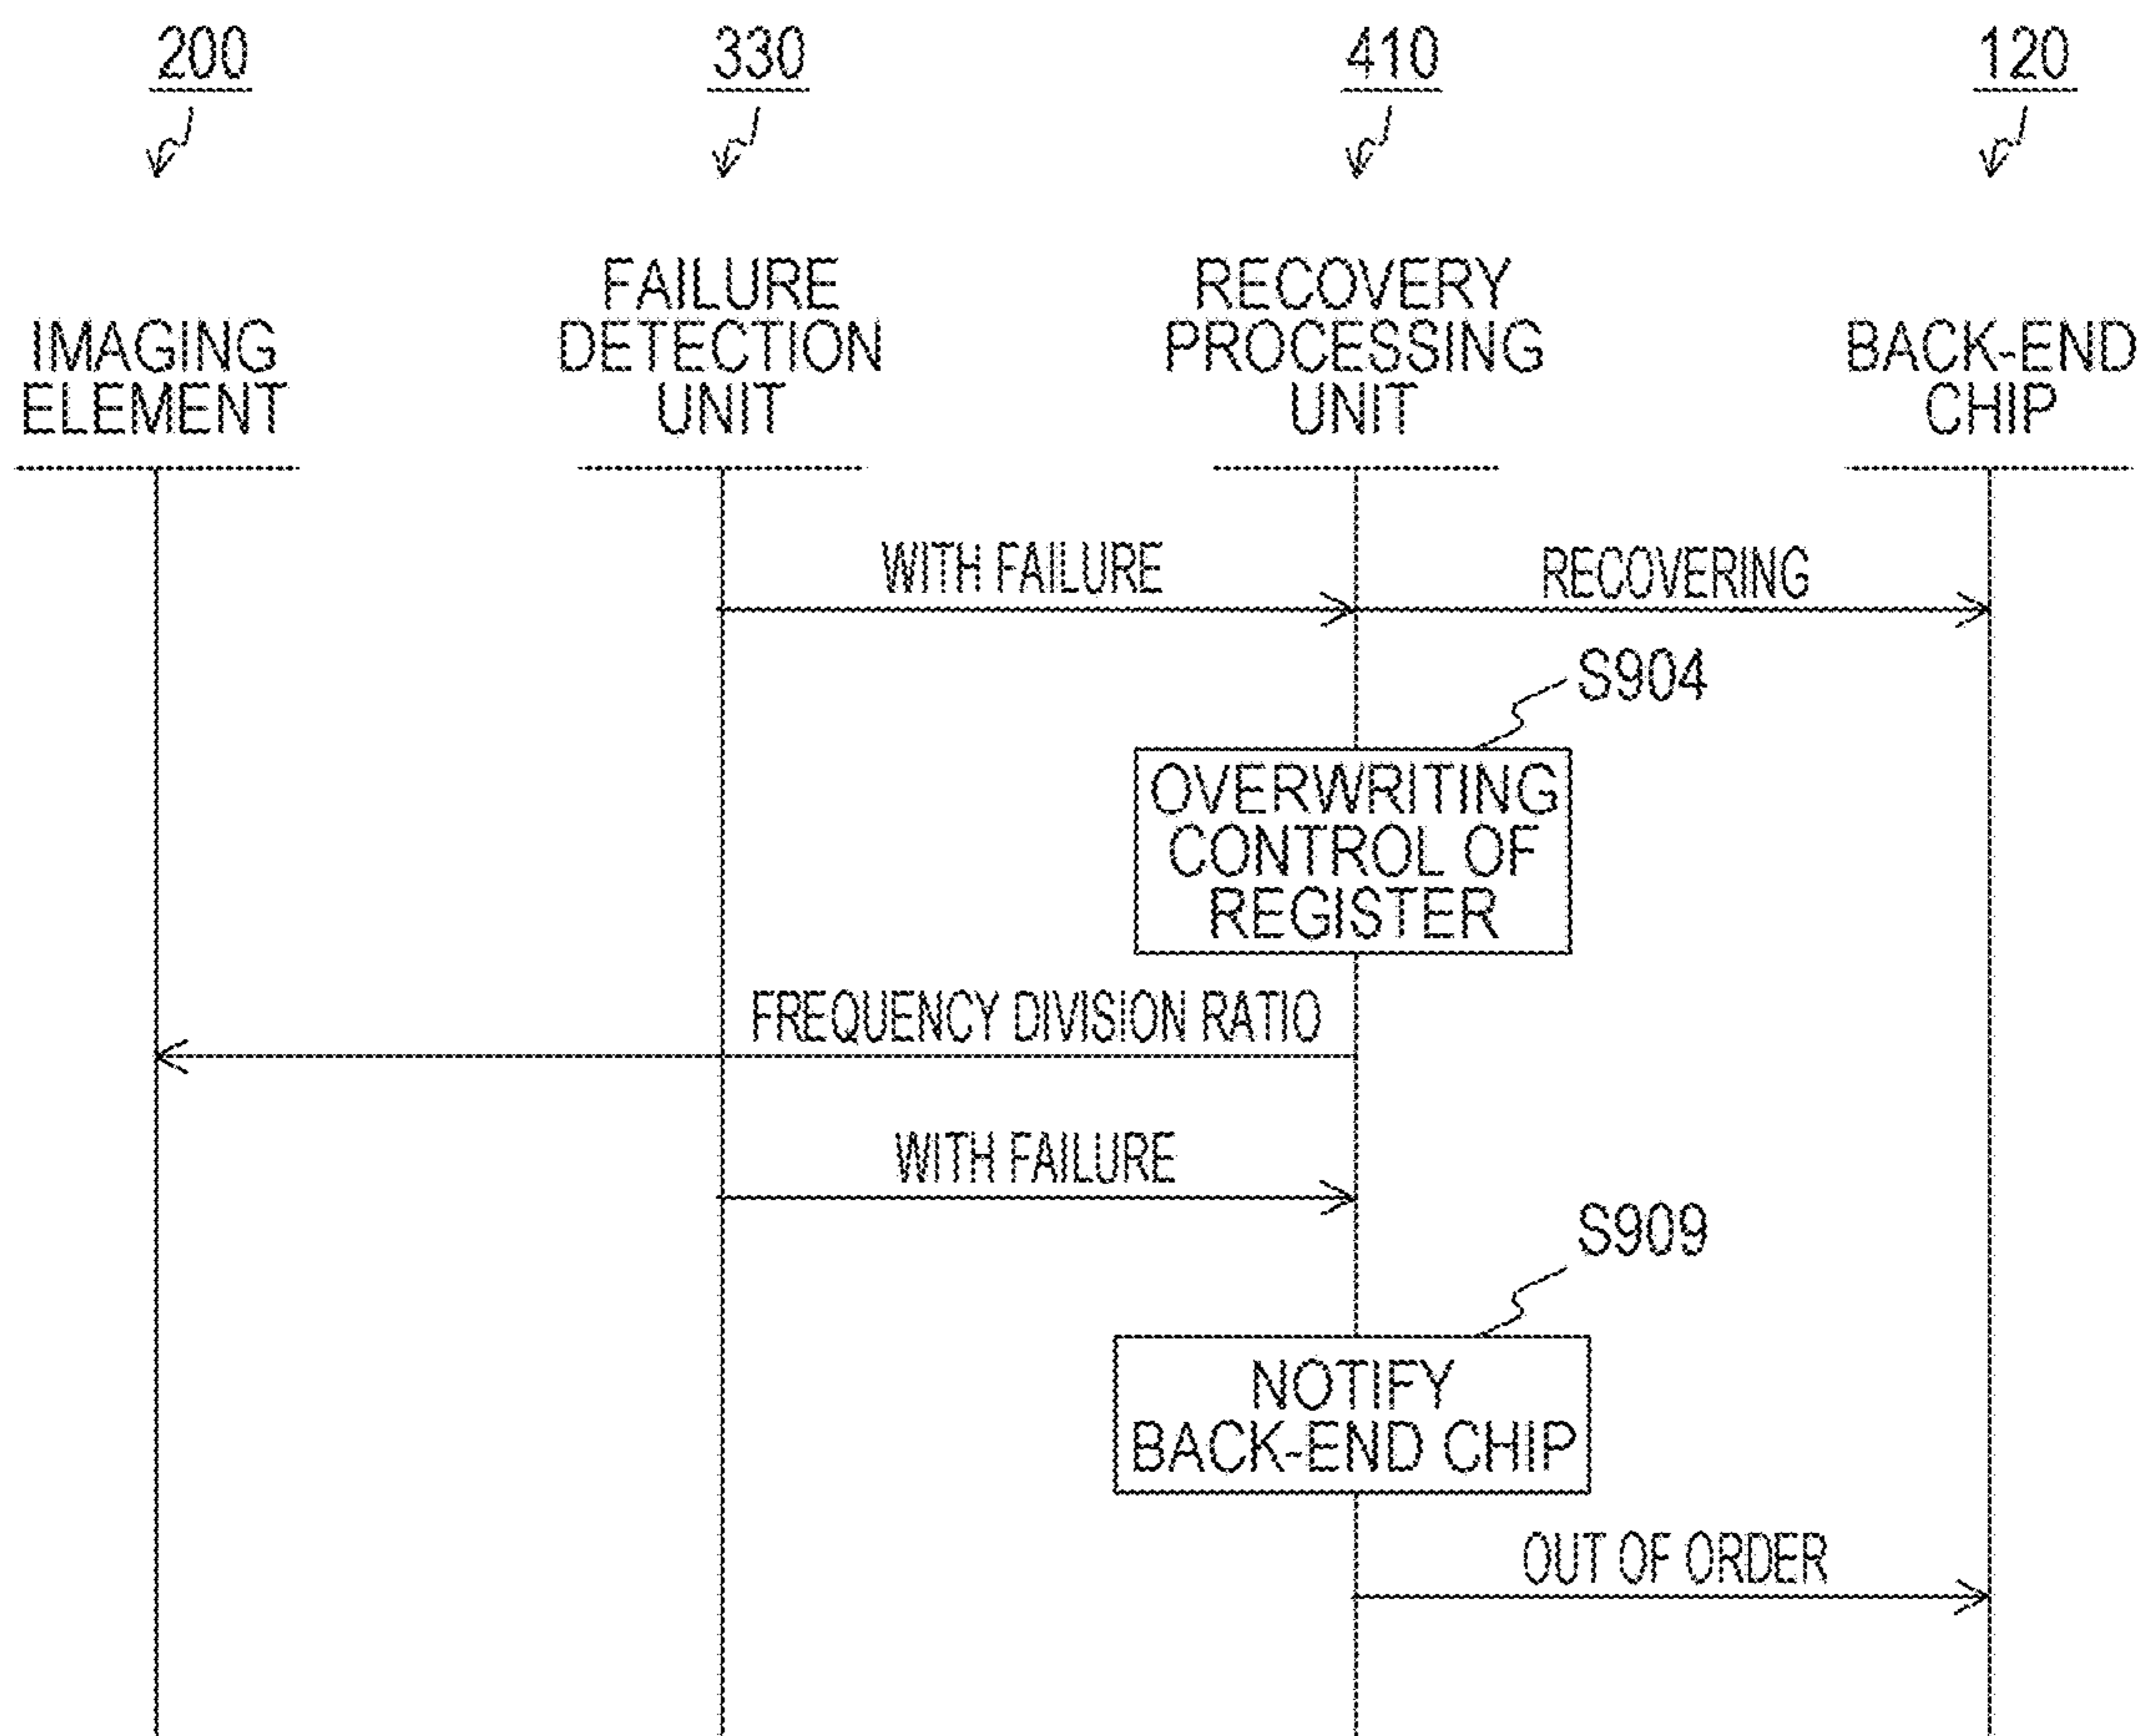 200
330
410
120
IMAGING
ELEMENT
FAILURE
DETECTION
UNIT
RECOVERY
PROCESSING
UNIT
BACK-END
CHIP
WITH FAILURE
RECOVERING
S904
OVERWRITING
CONTROL OF
REGISTER
FREQUENCY DIVISION RATIO
WITH FAILURE
S909
NOTIFY
BACK-END CHIP
OUT OF ORDER